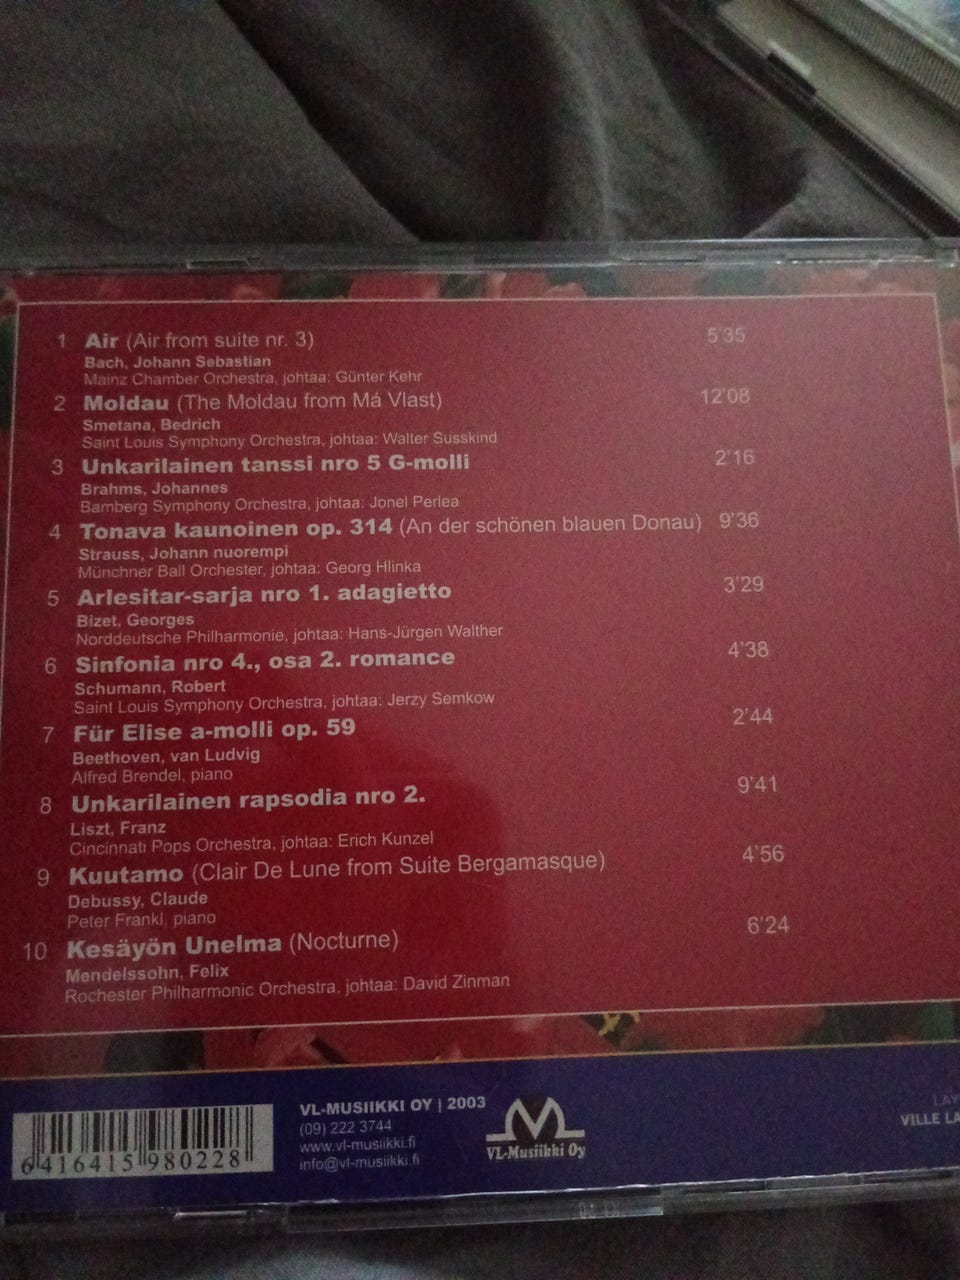 1 Air (Air from suite nr. 3) 5'35
Bach, Johann Sebastian
Mainz Chamber Orchestra, johtaa: Günter Kehr
2 Moldau (The Moldau from Má Vlast) 12'08
Smetana, Bedrich
Saint Louis Symphony Orchestra, johtaa: Walter Susskind
3 Unkarilainen tanssi nro 5 G-molli 2'16
Brahms, Johannes
Bamberg Symphony Orchestra, johtaa: Jonel Perlea
4 Tonava kaunoinen op. 314 (An der schönen blauen Donau) 9'36
Strauss, Johann nuorempi
Münchner Ball Orchester, johtaa: Georg Hlinka
5 Arlesitar-sarja nro 1. adagietto 3'29
Bizet, Georges
Norddeutsche Philharmonie, johtaa: Hans-Jürgen Walther
6 Sinfonia nro 4., osa 2. romance 4'38
Schumann, Robert
Saint Louis Symphony Orchestra, johtaa: Jerzy Semkow
7 Für Elise a-molli op. 59 2'44
Beethoven, van Ludvig
Alfred Brendel, piano
8 Unkarilainen rapsodia nro 2. 9'41
Liszt, Franz
Cincinnati Pops Orchestra, johtaa: Erich Kunzel
9 Kuutamo (Clair De Lune from Suite Bergamasque) 4'56
Debussy, Claude
Peter Frankl, piano
10 Kesäyön Unelma (Nocturne) 6'24
Mendelssohn, Felix
Rochester Philharmonic Orchestra, johtaa: David Zinman
VL-MUSIIKKI OY | 2003
(09) 222 3744
www.vl-musiikki.fi
info@vl-musiikki.fi
VL-Musiikki Oy
6 416415 980228
LAY
VILLE LA